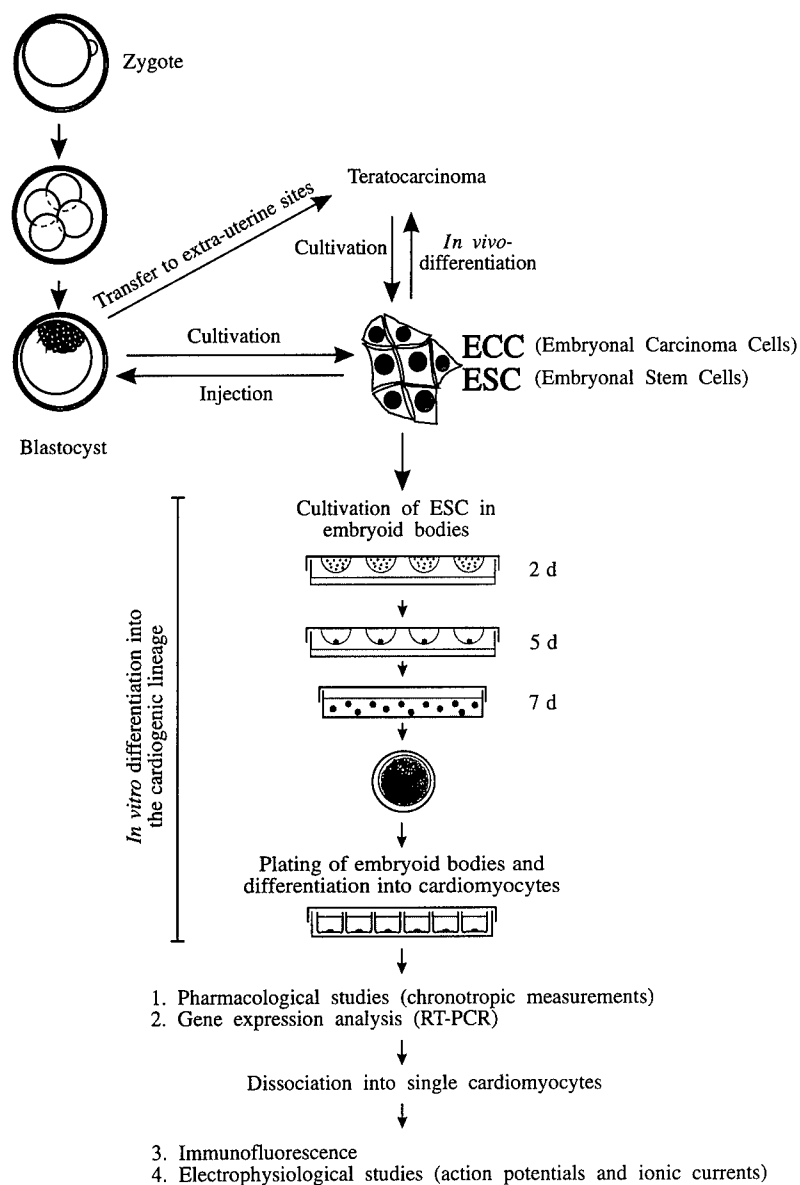 Zygote
Teratocarcinoma
Transfer to extra-uterine sites
Cultivation
In vivo-
differentiation
Cultivation
Injection
ECC (Embryonal Carcinoma Cells)
ESC (Embryonal Stem Cells)
Blastocyst
Cultivation of ESC in
embryoid bodies
2 d
5 d
7 d
In vitro differentiation into
the cardiogenic lineage
Plating of embryoid bodies and
differentiation into cardiomyocytes
1. Pharmacological studies (chronotropic measurements)
2. Gene expression analysis (RT-PCR)
Dissociation into single cardiomyocytes
3. Immunofluorescence
4. Electrophysiological studies (action potentials and ionic currents)